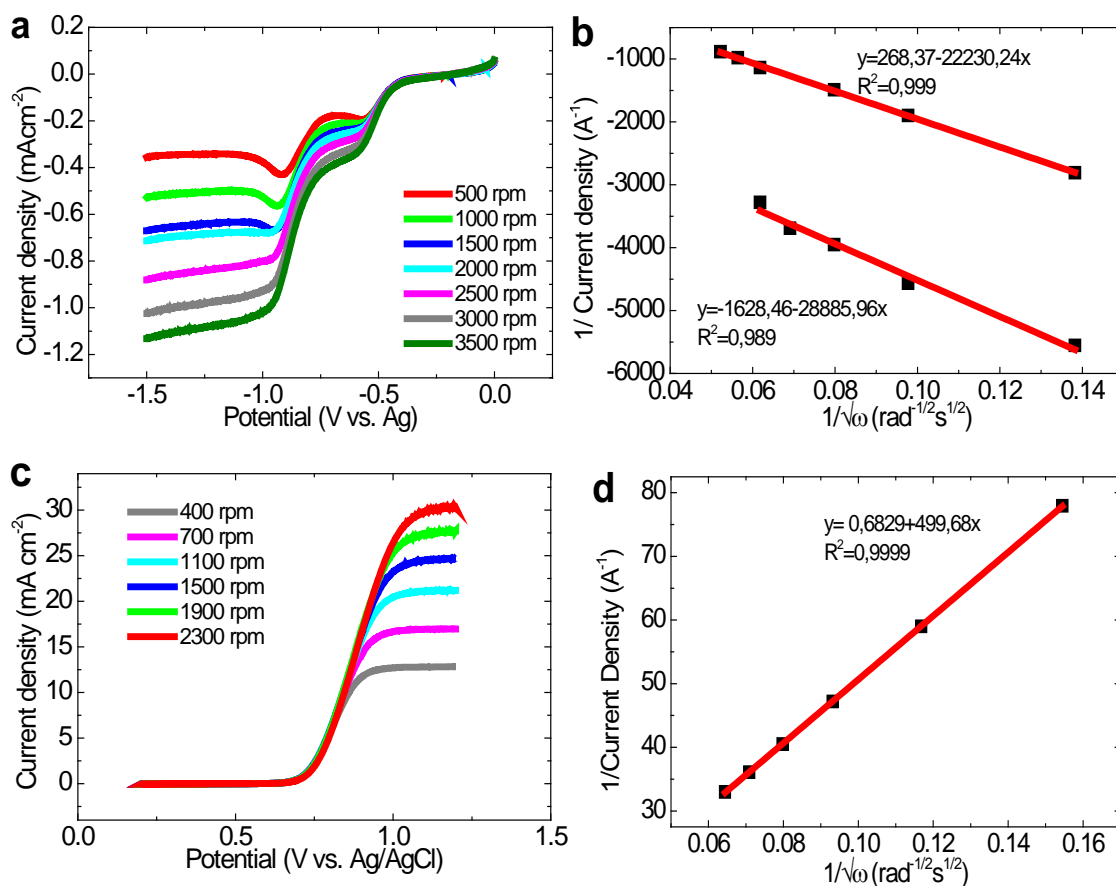 a
0.2
0.0
-0.2
-0.4
-0.6
-0.8
-1.0
-1.2
Current density (mAcm-2)
500 rpm
1000 rpm
1500 rpm
2000 rpm
2500 rpm
3000 rpm
3500 rpm
-1.5
-1.0
-0.5
0.0
Potential (V vs. Ag)
b
-1000
-2000
-3000
-4000
-5000
-6000
1/ Current density (A-1)
y=268,37-22230,24x
R2=0,999
y=-1628,46-28885,96x
R2=0,989
0.04
0.06
0.08
0.10
0.12
0.14
1/√ω (rad-1/2s1/2)
c
30
25
20
15
10
5
0
Current density (mA cm-2)
400 rpm
700 rpm
1100 rpm
1500 rpm
1900 rpm
2300 rpm
0.0
0.5
1.0
1.5
Potential (V vs. Ag/AgCl)
d
80
70
60
50
40
30
1/Current Density (A-1)
y= 0,6829+499,68x
R2=0,9999
0.06
0.08
0.10
0.12
0.14
0.16
1/√ω (rad-1/2s1/2)